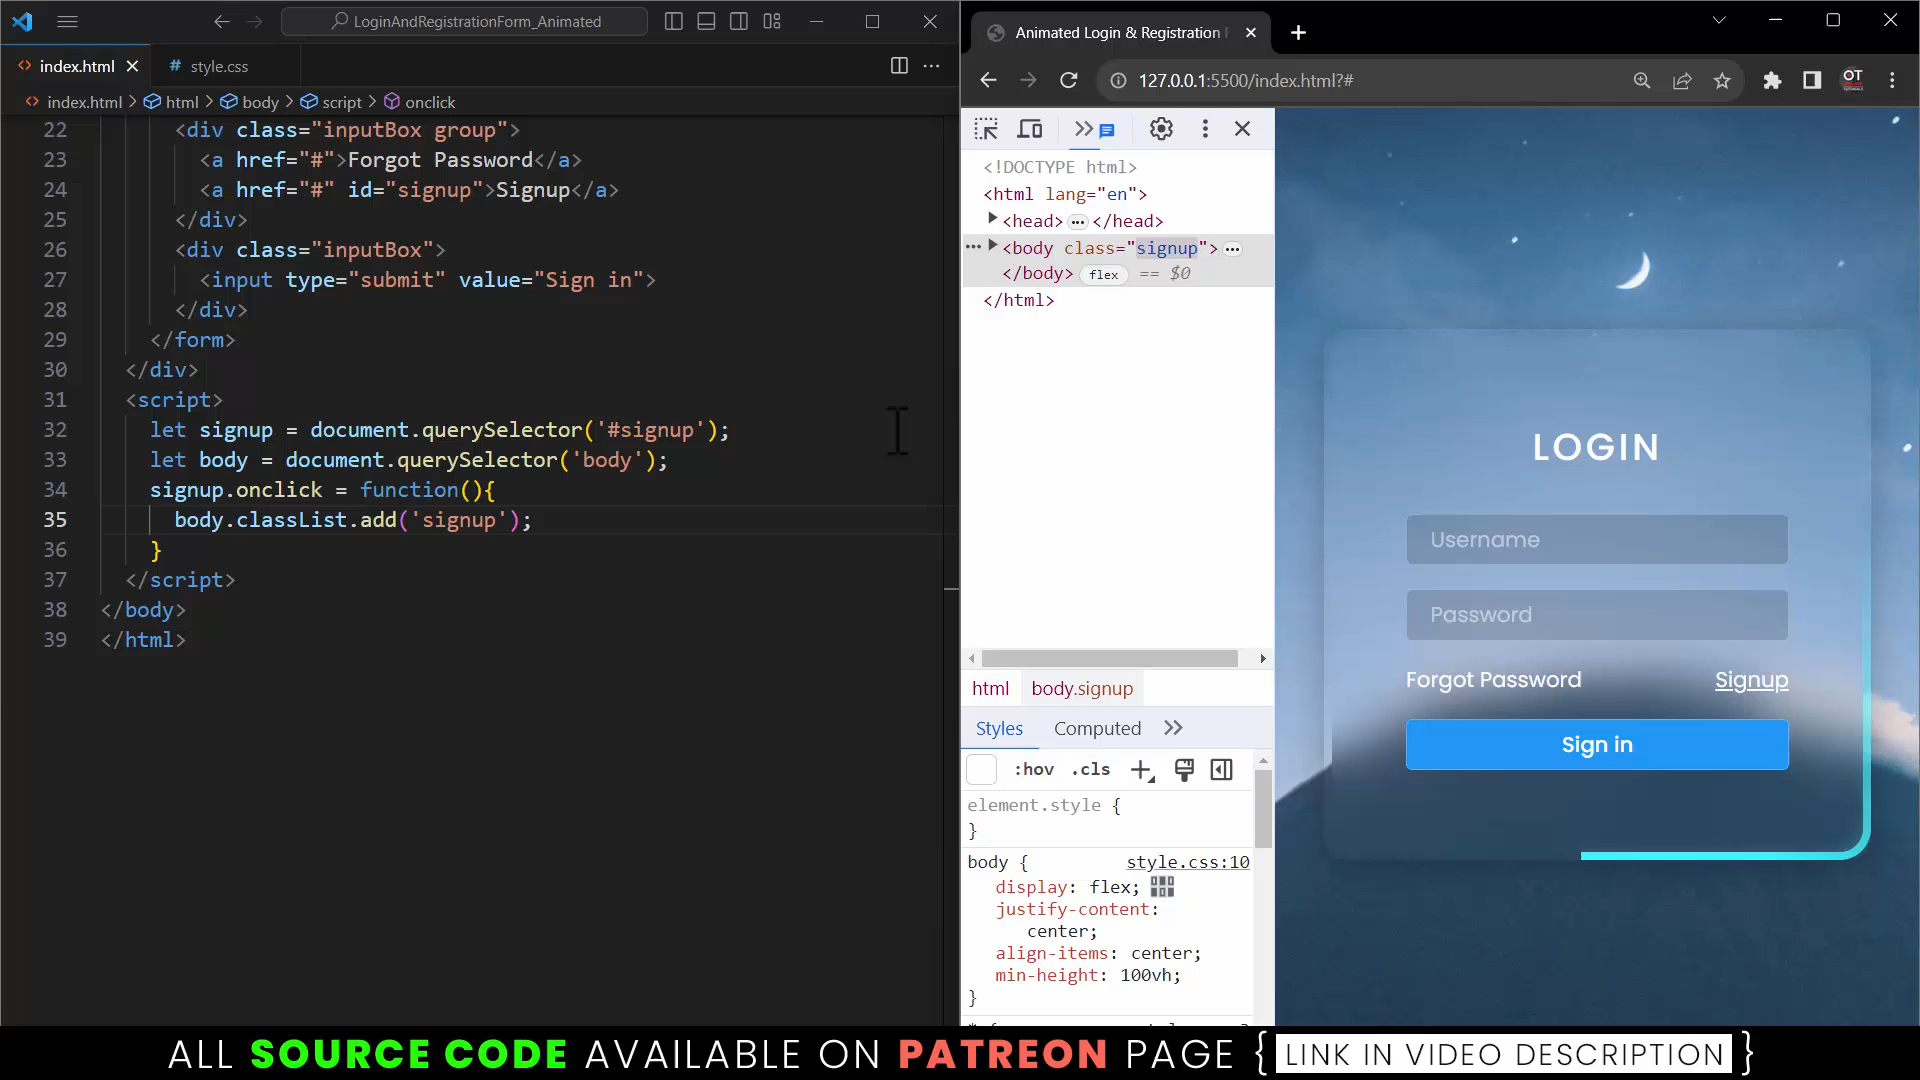 LoginAndRegistrationForm_Animated
index.html
# style.css
index.html > html > body > script > onclick
22 <div class="inputBox group">
23 <a href="#">Forgot Password</a>
24 <a href="#" id="signup">Signup</a>
25 </div>
26 <div class="inputBox">
27 <input type="submit" value="Sign in">
28 </div>
29 </form>
30 </div>
31 <script>
32 let signup = document.querySelector('#signup');
33 let body = document.querySelector('body');
34 signup.onclick = function(){
35 body.classList.add('signup');
36 }
37 </script>
38 </body>
39 </html>
Animated Login & Registration
127.0.0.1:5500/index.html?#
OT
<!DOCTYPE html>
<html lang="en">
<head> … </head>
… <body class="signup"> …
</body> flex == $0
</html>
html body.signup
Styles Computed
:hov .cls
element.style {
}
body { style.css:10
display: flex;
justify-content:
center;
align-items: center;
min-height: 100vh;
}
LOGIN
Username
Password
Forgot Password Signup
Sign in
ALL SOURCE CODE AVAILABLE ON PATREON PAGE { LINK IN VIDEO DESCRIPTION }